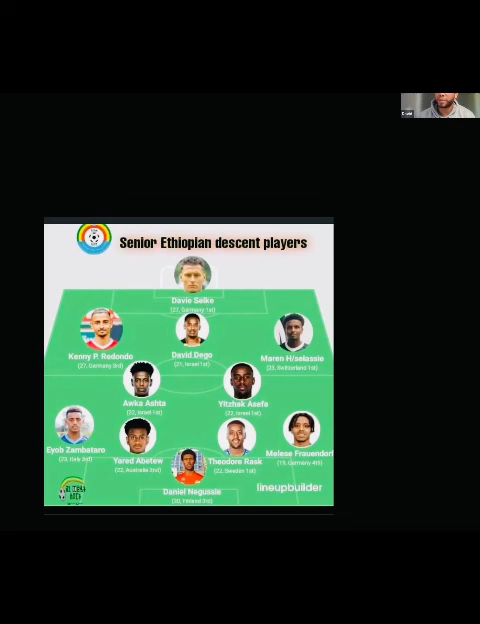 David
Senior Ethiopian descent players
Davie Selke
(27, Germany 1st)
Kenny P. Redondo
(27, Germany 3rd)
David Dego
(21, Israel 1st)
Maren H/selassie
(23, Switzerland 1st)
Awka Ashta
(22, Israel 1st)
Yitzhak Asefa
(22, Israel 1st)
Eyob Zambataro
(23, Italy 3rd)
Yared Abetew
(22, Australia 2nd)
Theodore Rask
(22, Sweden 1st)
Melese Frauendorf
(19, Germany 4th)
Daniel Negussie
(20, Finland 3rd)
lineupbuilder